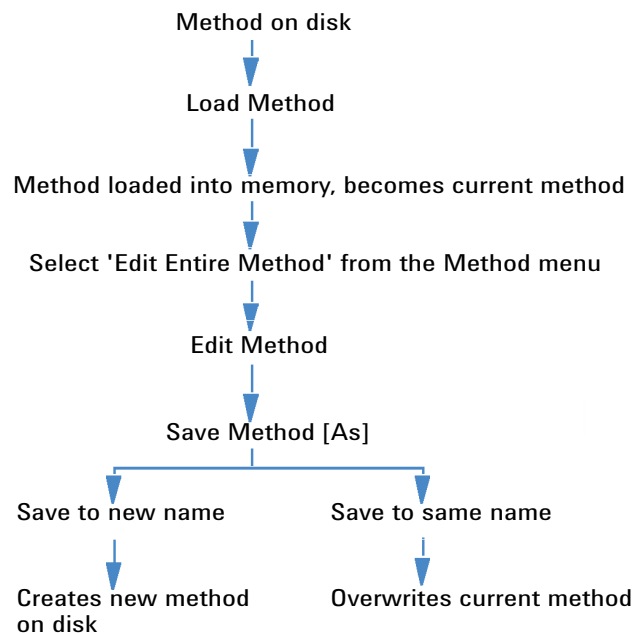 Method on disk
Load Method
Method loaded into memory, becomes current method
Select 'Edit Entire Method' from the Method menu
Edit Method
Save Method [As]
Save to new name
Save to same name
Creates new method
on disk
Overwrites current method